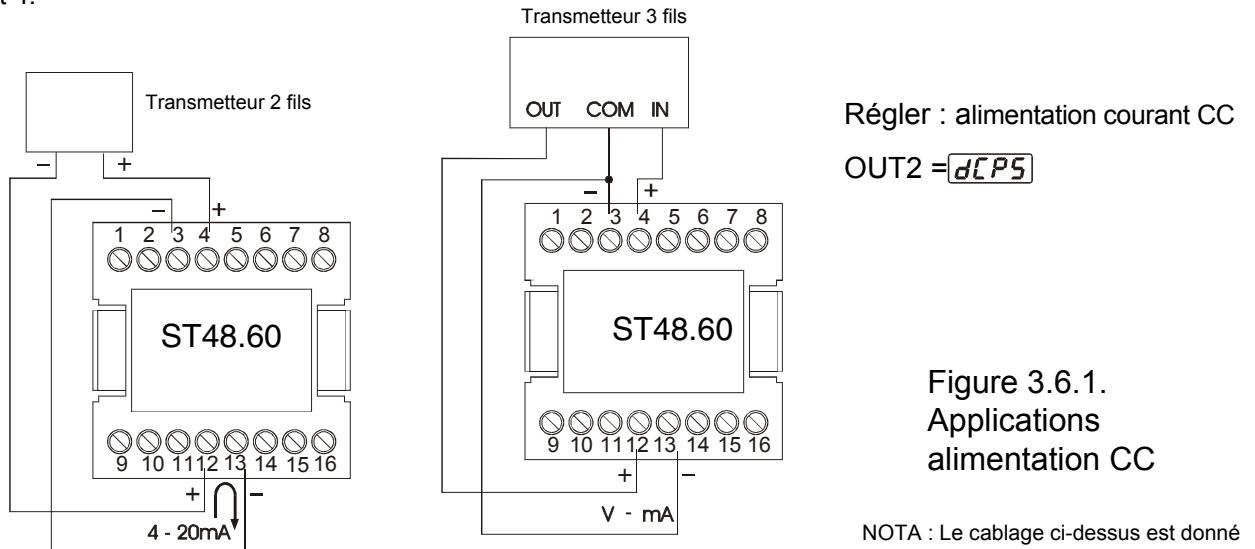 Transmetteur 3 fils
Transmetteur 2 fils
OUT COM IN
Régler : alimentation courant CC
OUT2 = dCPS
− +
− +
− +
1 2 3 4 5 6 7 8
1 2 3 4 5 6 7 8
ST48.60
ST48.60
Figure 3.6.1.
Applications
alimentation CC
9 10 11 12 13 14 15 16
9 10 11 12 13 14 15 16
+ −
+ −
4 - 20mA
V - mA
NOTA : Le cablage ci-dessus est donné